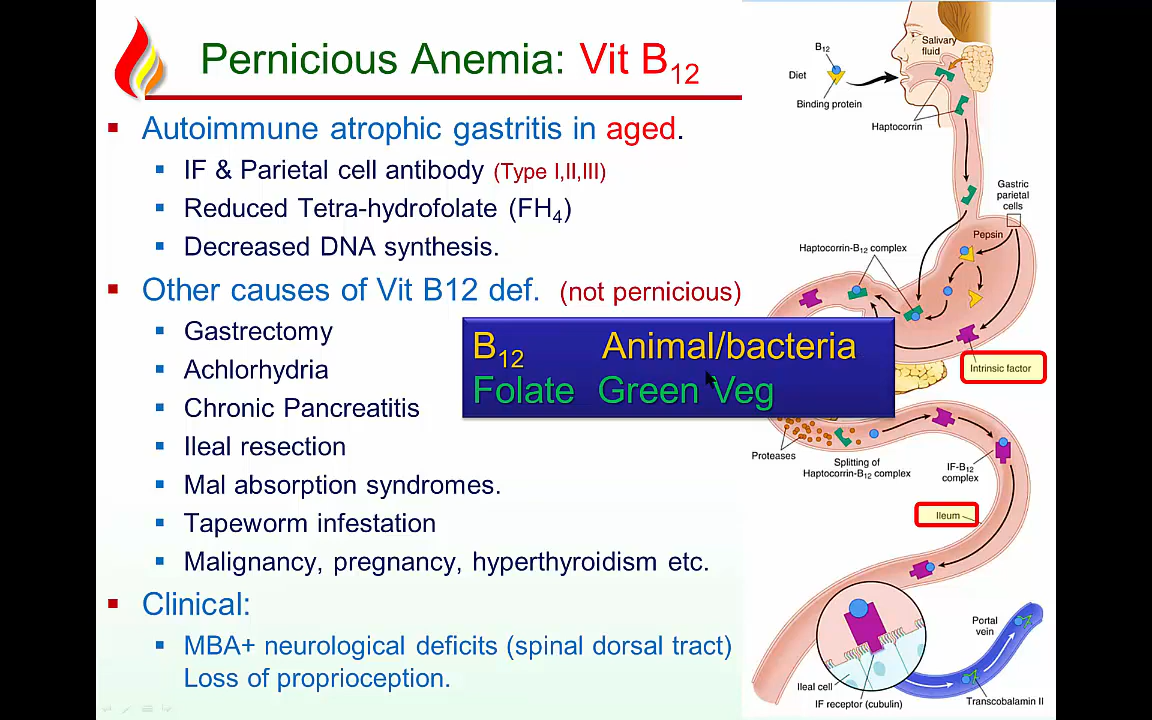 Pernicious Anemia: Vit B12
Autoimmune atrophic gastritis in aged.
IF & Parietal cell antibody (Type I,II,III)
Reduced Tetra-hydrofolate (FH4)
Decreased DNA synthesis.
Other causes of Vit B12 def. (not pernicious)
Gastrectomy
Achlorhydria
Chronic Pancreatitis
Ileal resection
Mal absorption syndromes.
Tapeworm infestation
Malignancy, pregnancy, hyperthyroidism etc.
Clinical:
MBA+ neurological deficits (spinal dorsal tract)
Loss of proprioception.
B12 Animal/bacteria
Folate Green Veg
B12
Diet
Binding protein
Salivary
fluid
Haptocorrin
Gastric
parietal
cells
Pepsin
Haptocorrin-B12 complex
Intrinsic factor
Proteases
Splitting of
Haptocorrin-B12 complex
IF-B12
complex
Ileum
Portal
vein
Ileal cell
IF receptor (cubulin)
Transcobalamin II